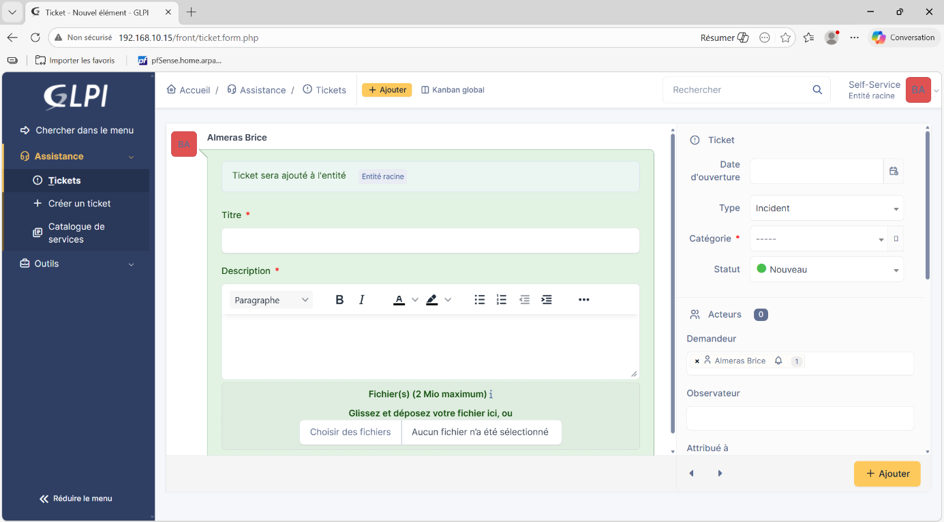 Ticket - Nouvel élément - GLPI
Non sécurisé 192.168.10.15/front/ticket.form.php
Résumer
Conversation
Importer les favoris
pfSense.home.arpa...
GLPI
Chercher dans le menu
Assistance
Tickets
Créer un ticket
Catalogue de
services
Outils
Réduire le menu
Accueil / Assistance / Tickets
+ Ajouter
Kanban global
Rechercher
Self-Service
Entité racine
BA
BA
Almeras Brice
Ticket sera ajouté à l'entité Entité racine
Titre *
Description *
Paragraphe B I A
Fichier(s) (2 Mio maximum) i
Glissez et déposez votre fichier ici, ou
Choisir des fichiers Aucun fichier n'a été sélectionné
Ticket
Date
d'ouverture
Type Incident
Catégorie * -----
Statut Nouveau
Acteurs 0
Demandeur
× Almeras Brice 1
Observateur
Attribué à
+ Ajouter